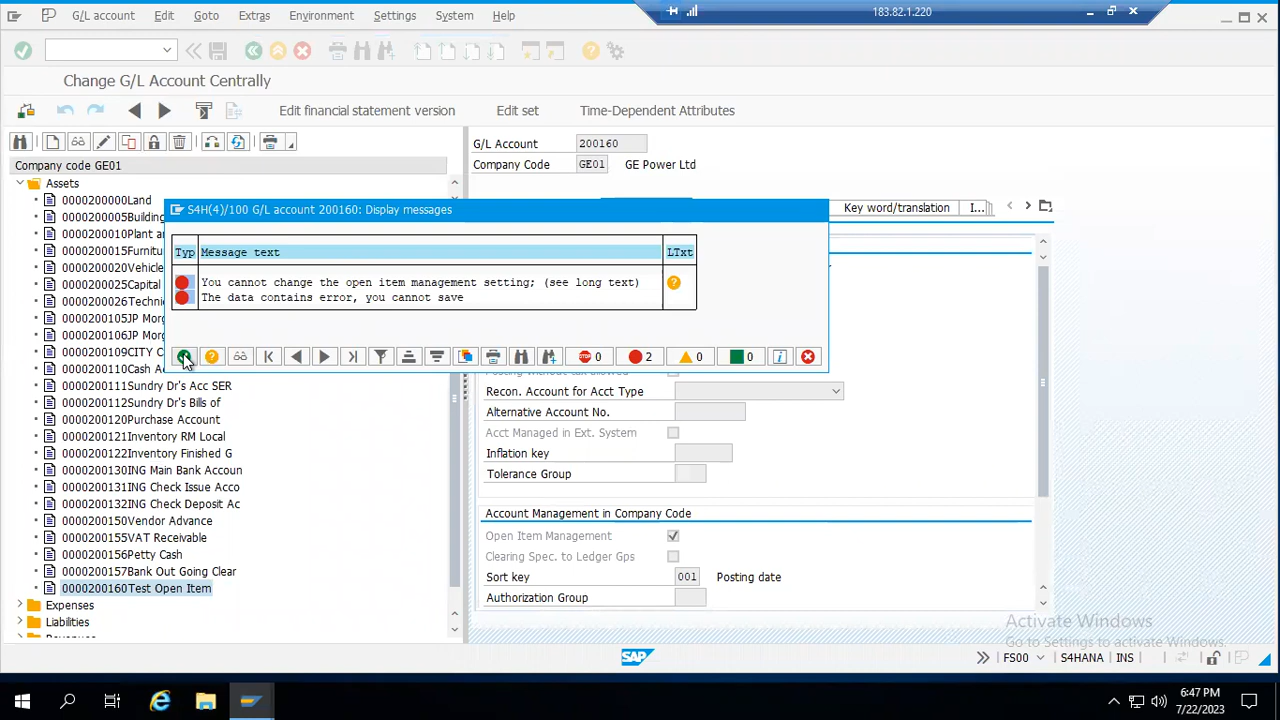 G/L account Edit Goto Extras Environment Settings System Help
183.82.1.220
Change G/L Account Centrally
Edit financial statement version Edit set Time-Dependent Attributes
G/L Account 200160
Company Code GE01 GE Power Ltd
Company code GE01
Key word/translation I...
Assets
0000200000Land
0000200005Building
0000200010Plant an
0000200015Furnitu
0000200020Vehicle
0000200025Capital
0000200026Techni
0000200105JP Mor
0000200106JP Mor
0000200109CITY C
0000200110Cash A
0000200111Sundry Dr's Acc SER
0000200112Sundry Dr's Bills of
0000200120Purchase Account
0000200121Inventory RM Local
0000200122Inventory Finished G
0000200130ING Main Bank Accoun
0000200131ING Check Issue Acco
0000200132ING Check Deposit Ac
0000200150Vendor Advance
0000200155VAT Receivable
0000200156Petty Cash
0000200157Bank Out Going Clear
0000200160Test Open Item
Expenses
Liabilities
S4H(4)/100 G/L account 200160: Display messages
Typ Message text LTxt
You cannot change the open item management setting; (see long text)
The data contains error, you cannot save
STOP 0 2 0 0
Recon. Account for Acct Type
Alternative Account No.
Acct Managed in Ext. System
Inflation key
Tolerance Group
Account Management in Company Code
Open Item Management
Clearing Spec. to Ledger Gps
Sort key 001 Posting date
Authorization Group
Activate Windows
Go to Settings to activate Windows.
SAP
FS00 S4HANA INS
6:47 PM
7/22/2023